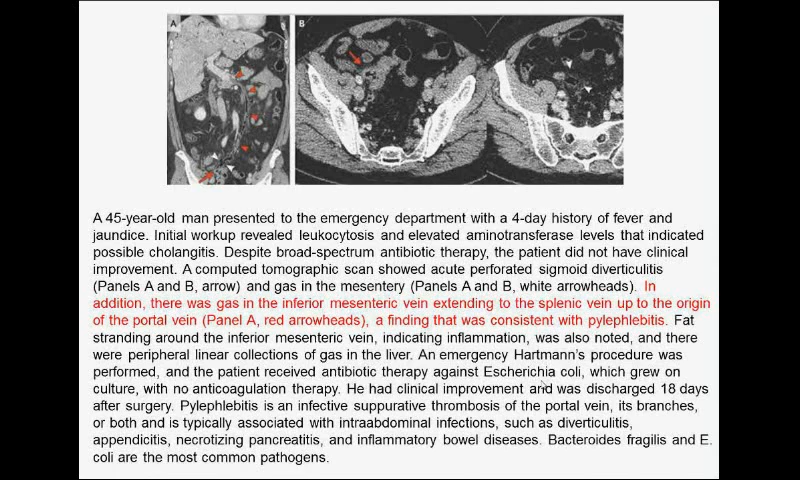 A
B
A 45-year-old man presented to the emergency department with a 4-day history of fever and
jaundice. Initial workup revealed leukocytosis and elevated aminotransferase levels that indicated
possible cholangitis. Despite broad-spectrum antibiotic therapy, the patient did not have clinical
improvement. A computed tomographic scan showed acute perforated sigmoid diverticulitis
(Panels A and B, arrow) and gas in the mesentery (Panels A and B, white arrowheads). In
addition, there was gas in the inferior mesenteric vein extending to the splenic vein up to the origin
of the portal vein (Panel A, red arrowheads), a finding that was consistent with pylephlebitis. Fat
stranding around the inferior mesenteric vein, indicating inflammation, was also noted, and there
were peripheral linear collections of gas in the liver. An emergency Hartmann's procedure was
performed, and the patient received antibiotic therapy against Escherichia coli, which grew on
culture, with no anticoagulation therapy. He had clinical improvement and was discharged 18 days
after surgery. Pylephlebitis is an infective suppurative thrombosis of the portal vein, its branches,
or both and is typically associated with intraabdominal infections, such as diverticulitis,
appendicitis, necrotizing pancreatitis, and inflammatory bowel diseases. Bacteroides fragilis and E.
coli are the most common pathogens.